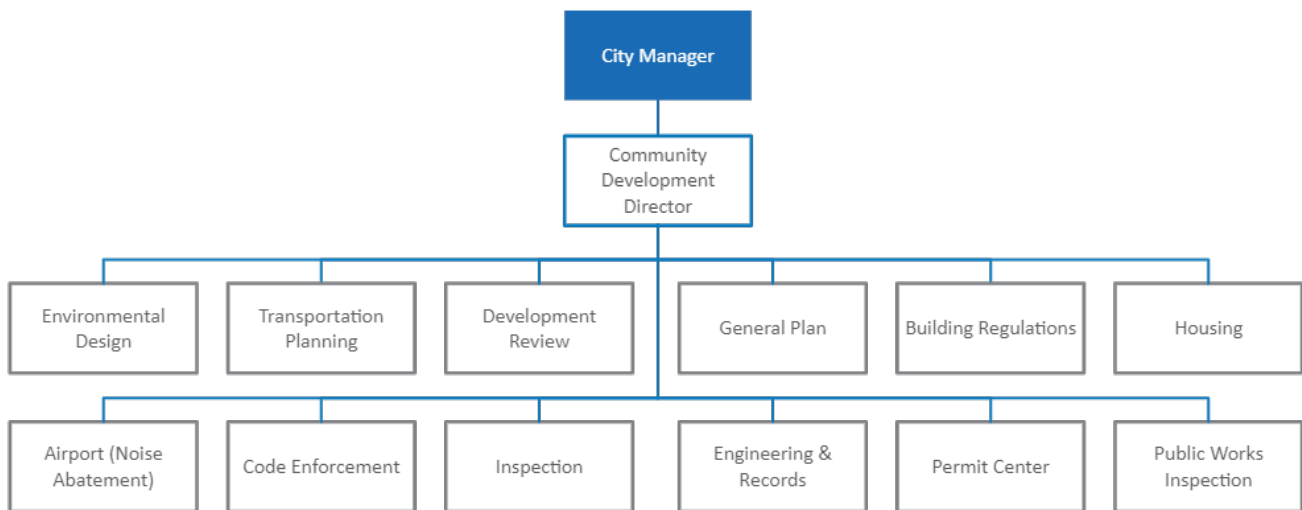 City Manager
Community
Development
Director
Environmental
Design
Transportation
Planning
Development
Review
General Plan
Building Regulations
Housing
Airport (Noise
Abatement)
Code Enforcement
Inspection
Engineering &
Records
Permit Center
Public Works
Inspection